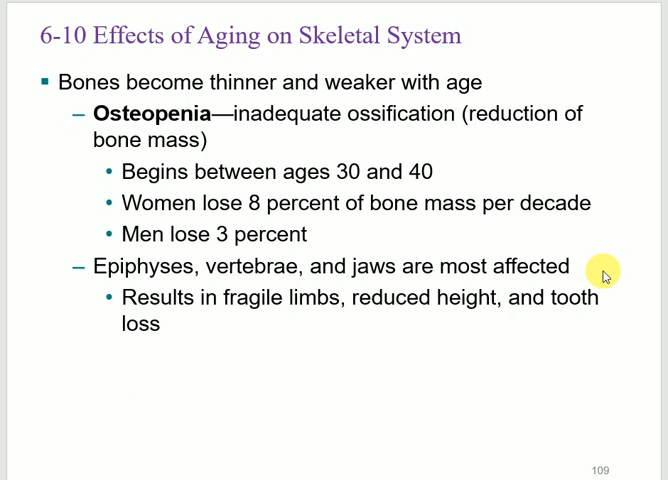 6-10 Effects of Aging on Skeletal System
▪ Bones become thinner and weaker with age
– Osteopenia—inadequate ossification (reduction of
bone mass)
• Begins between ages 30 and 40
• Women lose 8 percent of bone mass per decade
• Men lose 3 percent
– Epiphyses, vertebrae, and jaws are most affected
• Results in fragile limbs, reduced height, and tooth
loss
109